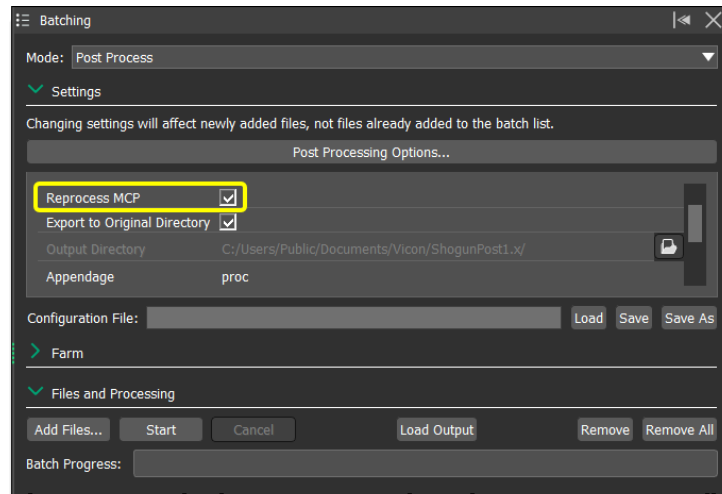 Batching
Mode: Post Process
Settings
Changing settings will affect newly added files, not files already added to the batch list.
Post Processing Options...
Reprocess MCP
Export to Original Directory
Output Directory C:/Users/Public/Documents/Vicon/ShogunPost1.x/
Appendage proc
Configuration File: Load Save Save As
Farm
Files and Processing
Add Files... Start Cancel Load Output Remove Remove All
Batch Progress: